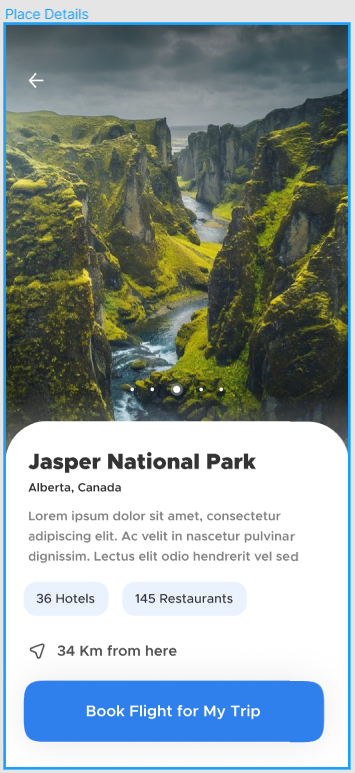 Place Details
Jasper National Park
Alberta, Canada
Lorem ipsum dolor sit amet, consectetur
adipiscing elit. Ac velit in nascetur pulvinar
dignissim. Lectus elit odio hendrerit vel sed
36 Hotels
145 Restaurants
34 Km from here
Book Flight for My Trip